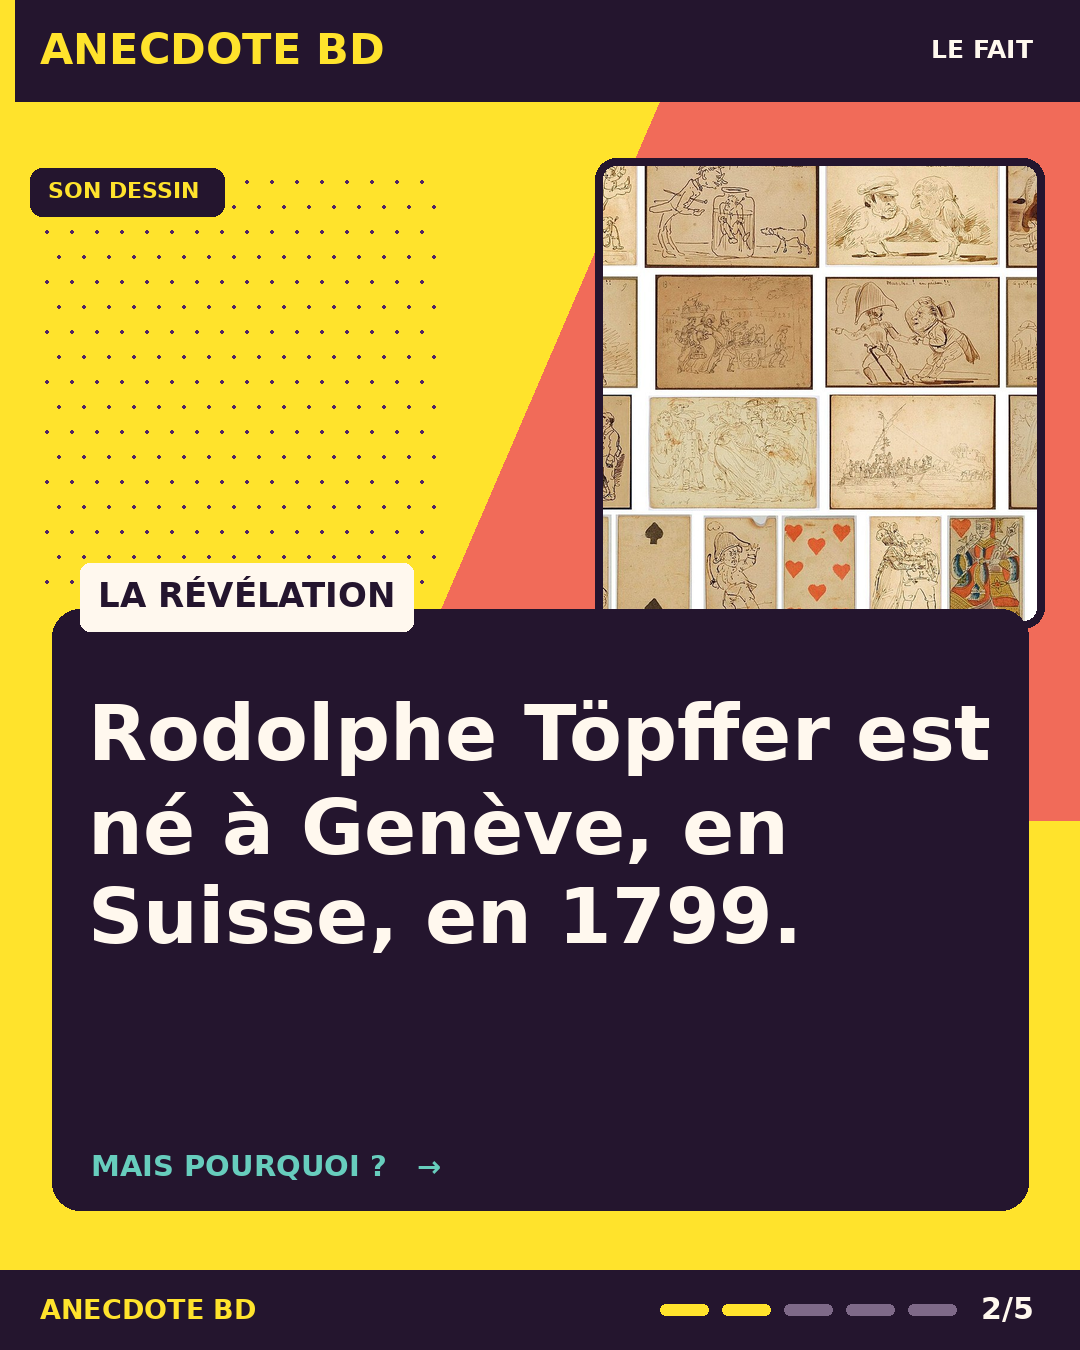 ANECDOTE BD
LE FAIT
SON DESSIN
LA RÉVÉLATION
Rodolphe Töpffer est
né à Genève, en
Suisse, en 1799.
MAIS POURQUOI ? →
ANECDOTE BD
2/5